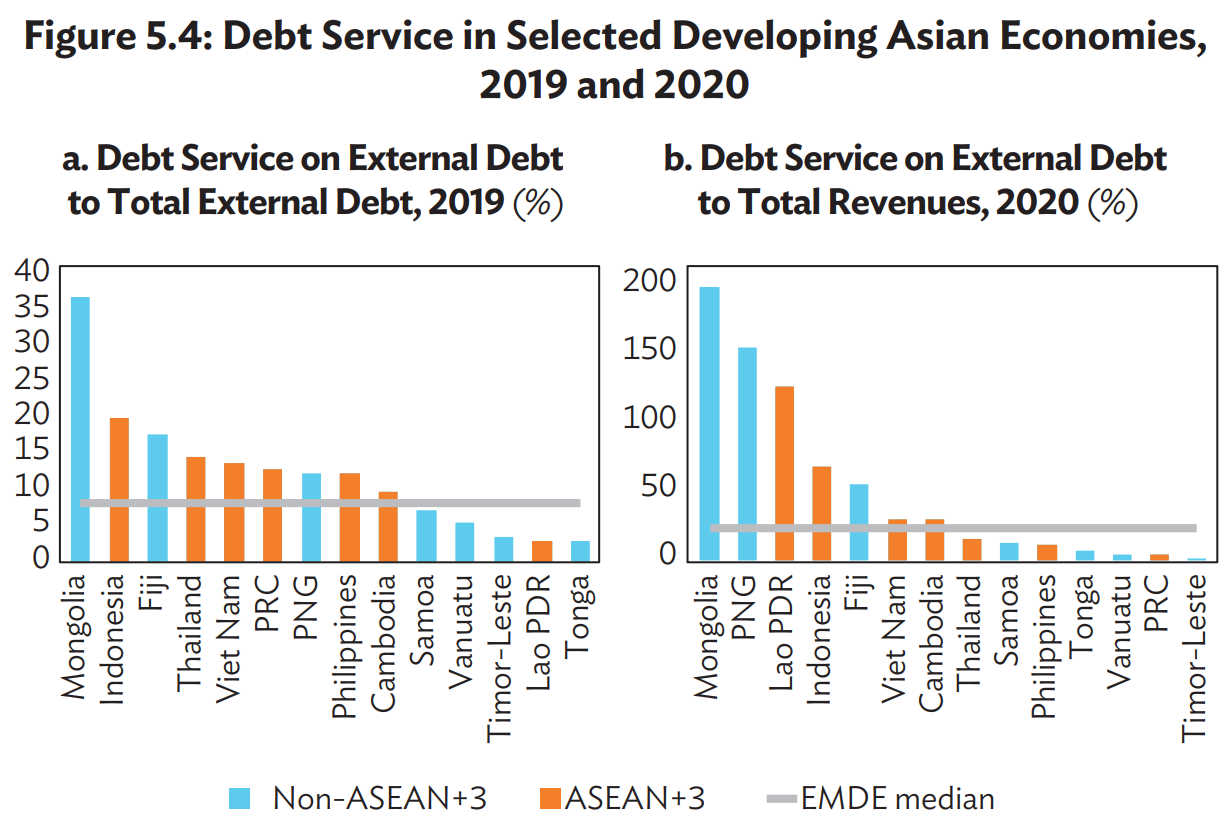 Figure 5.4: Debt Service in Selected Developing Asian Economies,
2019 and 2020
a. Debt Service on External Debt
to Total External Debt, 2019 (%)
40
35
30
25
20
15
10
5
0
Mongolia
Indonesia
Fiji
Thailand
Viet Nam
PRC
PNG
Philippines
Cambodia
Samoa
Vanuatu
Timor-Leste
Lao PDR
Tonga
b. Debt Service on External Debt
to Total Revenues, 2020 (%)
200
150
100
50
0
Mongolia
PNG
Lao PDR
Indonesia
Fiji
Viet Nam
Cambodia
Thailand
Samoa
Philippines
Tonga
Vanuatu
PRC
Timor-Leste
Non-ASEAN+3
ASEAN+3
EMDE median